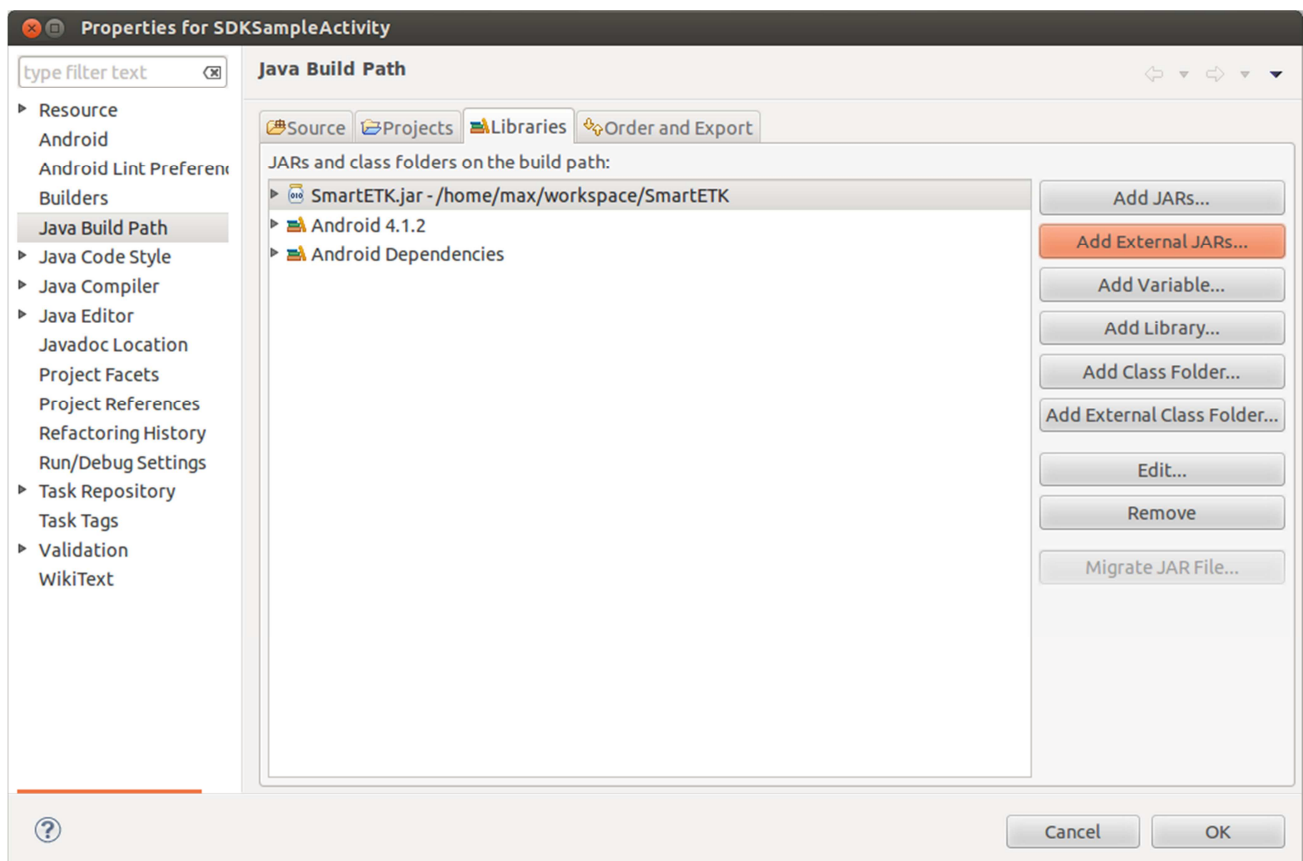 Properties for SDKSampleActivity
type filter text
Java Build Path
Resource
Android
Android Lint Preferen
Builders
Java Build Path
Java Code Style
Java Compiler
Java Editor
Javadoc Location
Project Facets
Project References
Refactoring History
Run/Debug Settings
Task Repository
Task Tags
Validation
WikiText
Source
Projects
Libraries
Order and Export
JARs and class folders on the build path:
SmartETK.jar - /home/max/workspace/SmartETK
Android 4.1.2
Android Dependencies
Add JARs...
Add External JARs...
Add Variable...
Add Library...
Add Class Folder...
Add External Class Folder...
Edit...
Remove
Migrate JAR File...
Cancel
OK